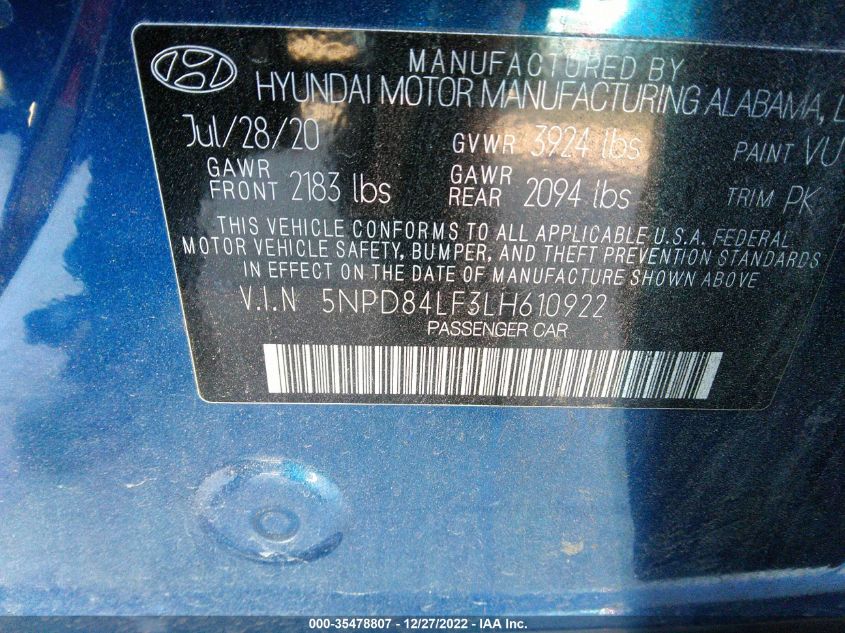 MANUFACTURED BY
HYUNDAI MOTOR MANUFACTURING ALABAMA, L
Jul/28/20 GVWR 3924 lbs PAINT VU
GAWR FRONT 2183 lbs GAWR REAR 2094 lbs TRIM PK
THIS VEHICLE CONFORMS TO ALL APPLICABLE U.S.A. FEDERAL
MOTOR VEHICLE SAFETY, BUMPER, AND THEFT PREVENTION STANDARDS
IN EFFECT ON THE DATE OF MANUFACTURE SHOWN ABOVE
V.I.N 5NPD84LF3LH610922
PASSENGER CAR
000-35478807 - 12/27/2022 - IAA Inc.